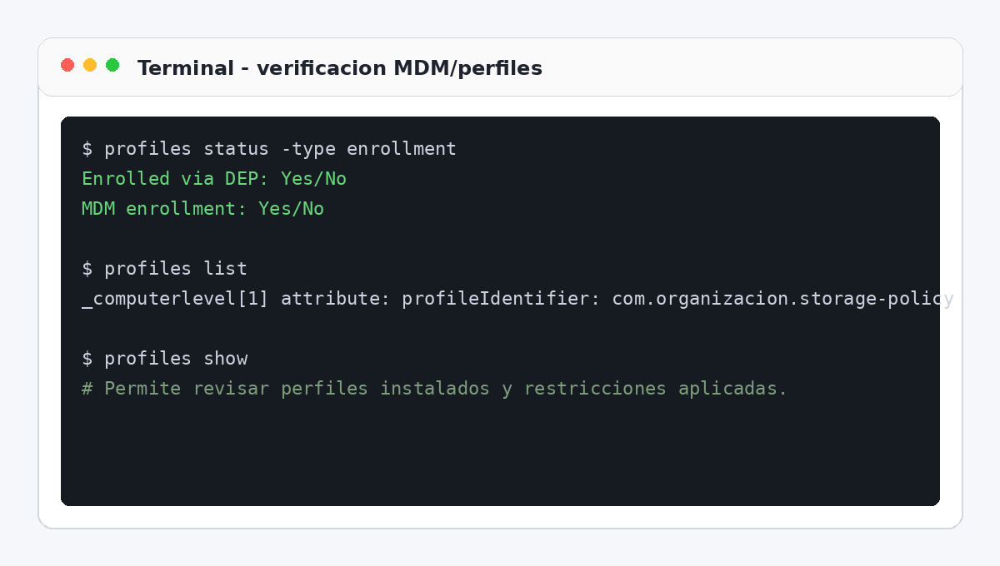 Terminal - verificacion MDM/perfiles
$ profiles status -type enrollment
Enrolled via DEP: Yes/No
MDM enrollment: Yes/No
$ profiles list
_computerlevel[1] attribute: profileIdentifier: com.organizacion.storage-policy
$ profiles show
# Permite revisar perfiles instalados y restricciones aplicadas.